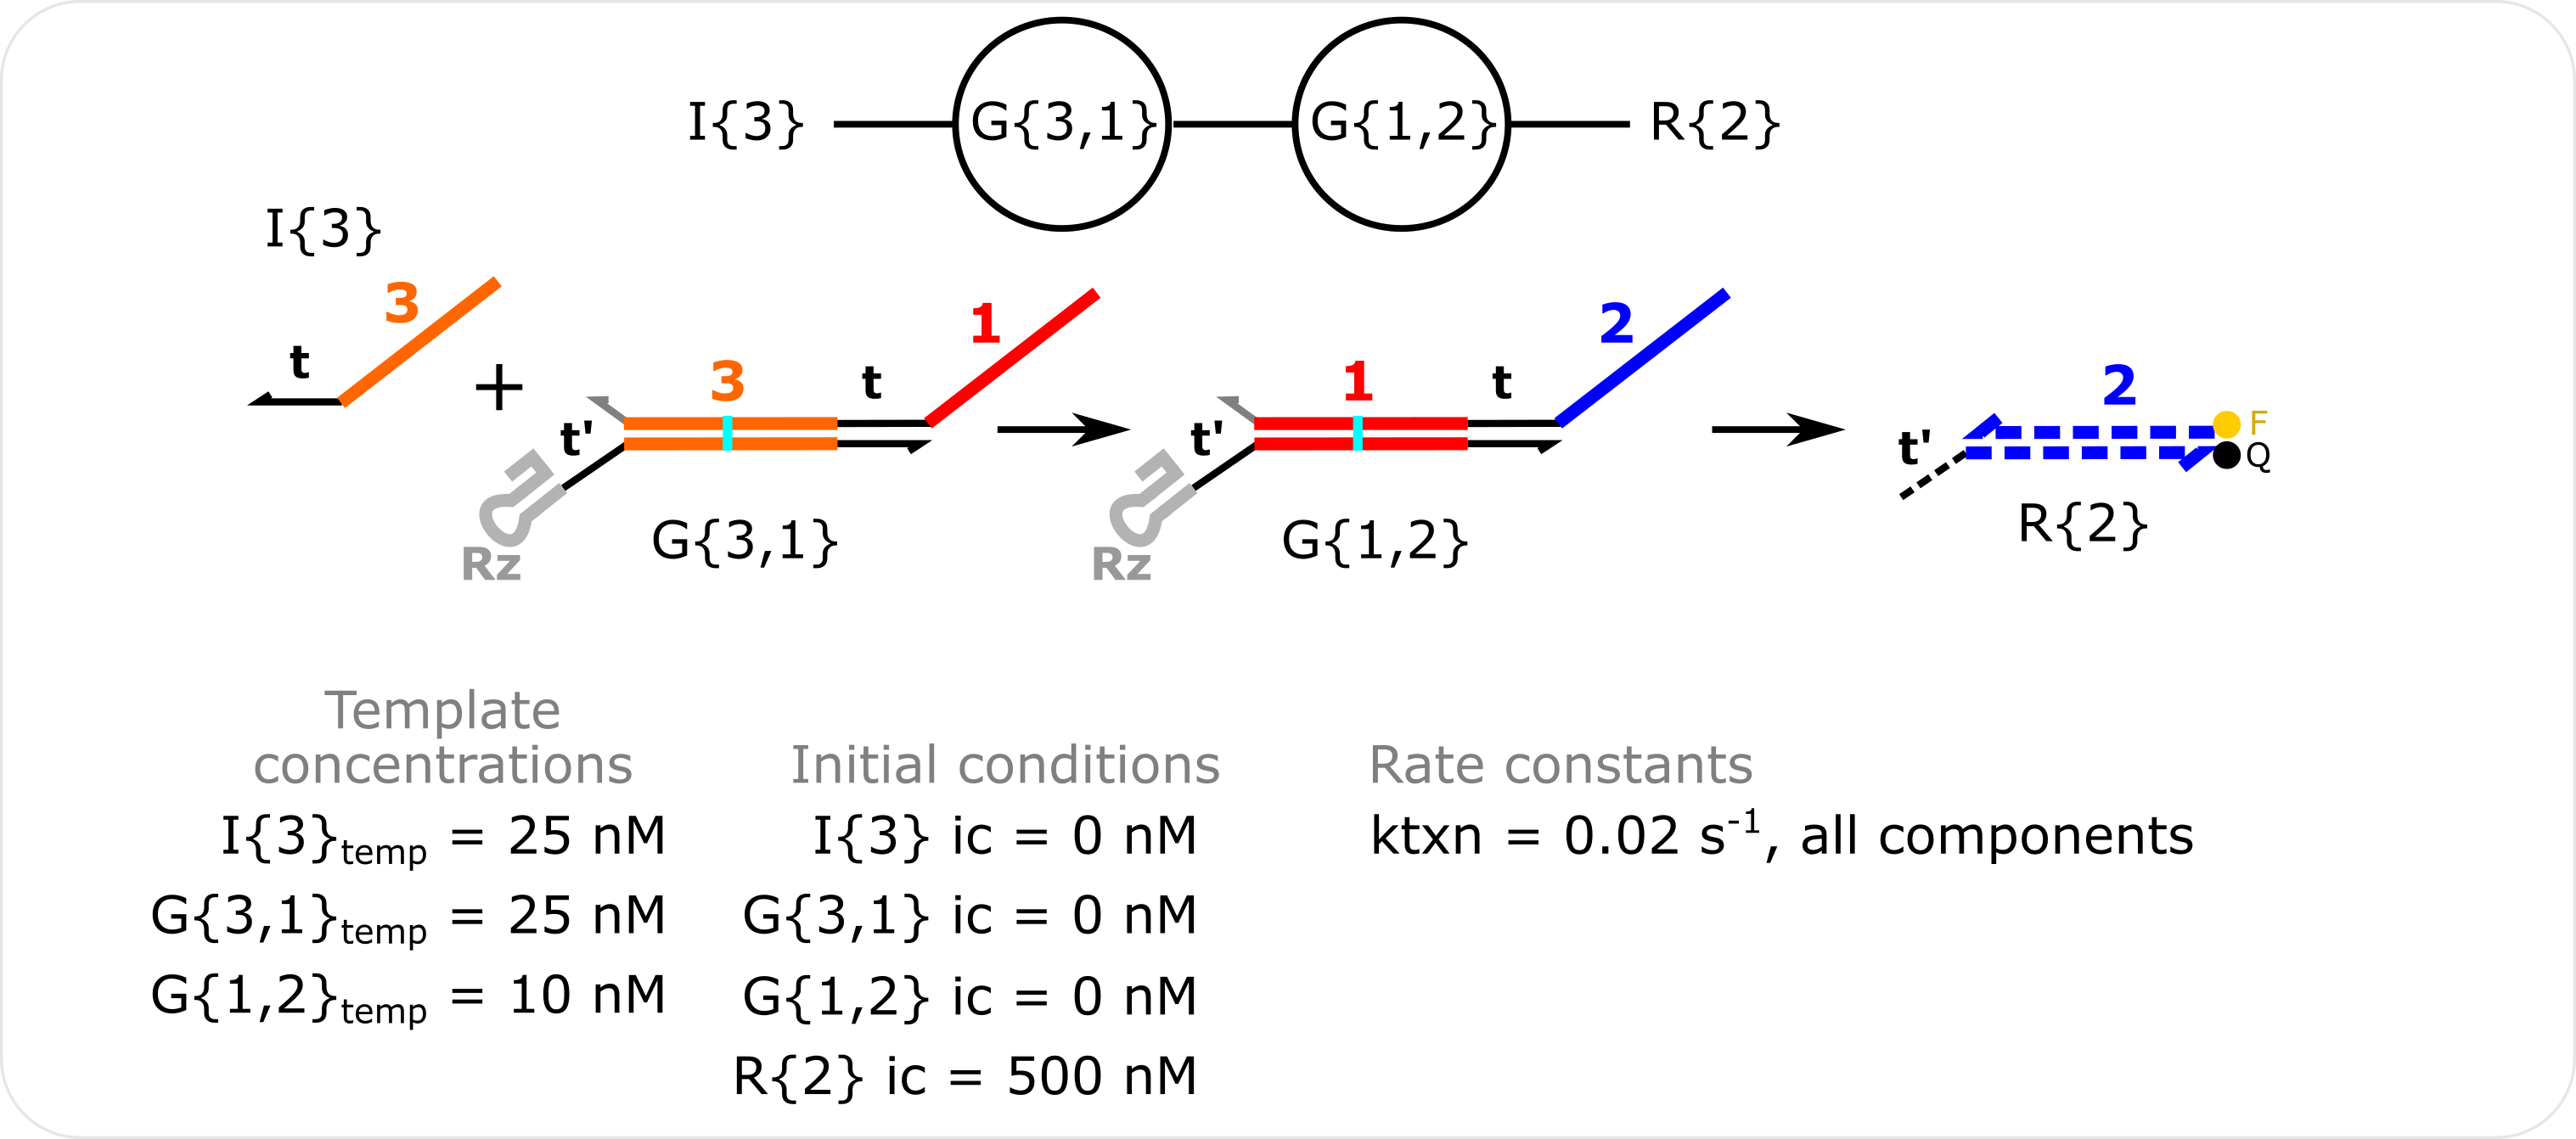 I{3} G{3,1} G{1,2} R{2}
I{3}
3 1 2
t 3 t 1 t 2
t' t' t' F
Q
G{3,1} G{1,2} R{2}
Rz Rz
Template
concentrations
I{3}temp = 25 nM
G{3,1}temp = 25 nM
G{1,2}temp = 10 nM
Initial conditions
I{3} ic = 0 nM
G{3,1} ic = 0 nM
G{1,2} ic = 0 nM
R{2} ic = 500 nM
Rate constants
ktxn = 0.02 s-1, all components